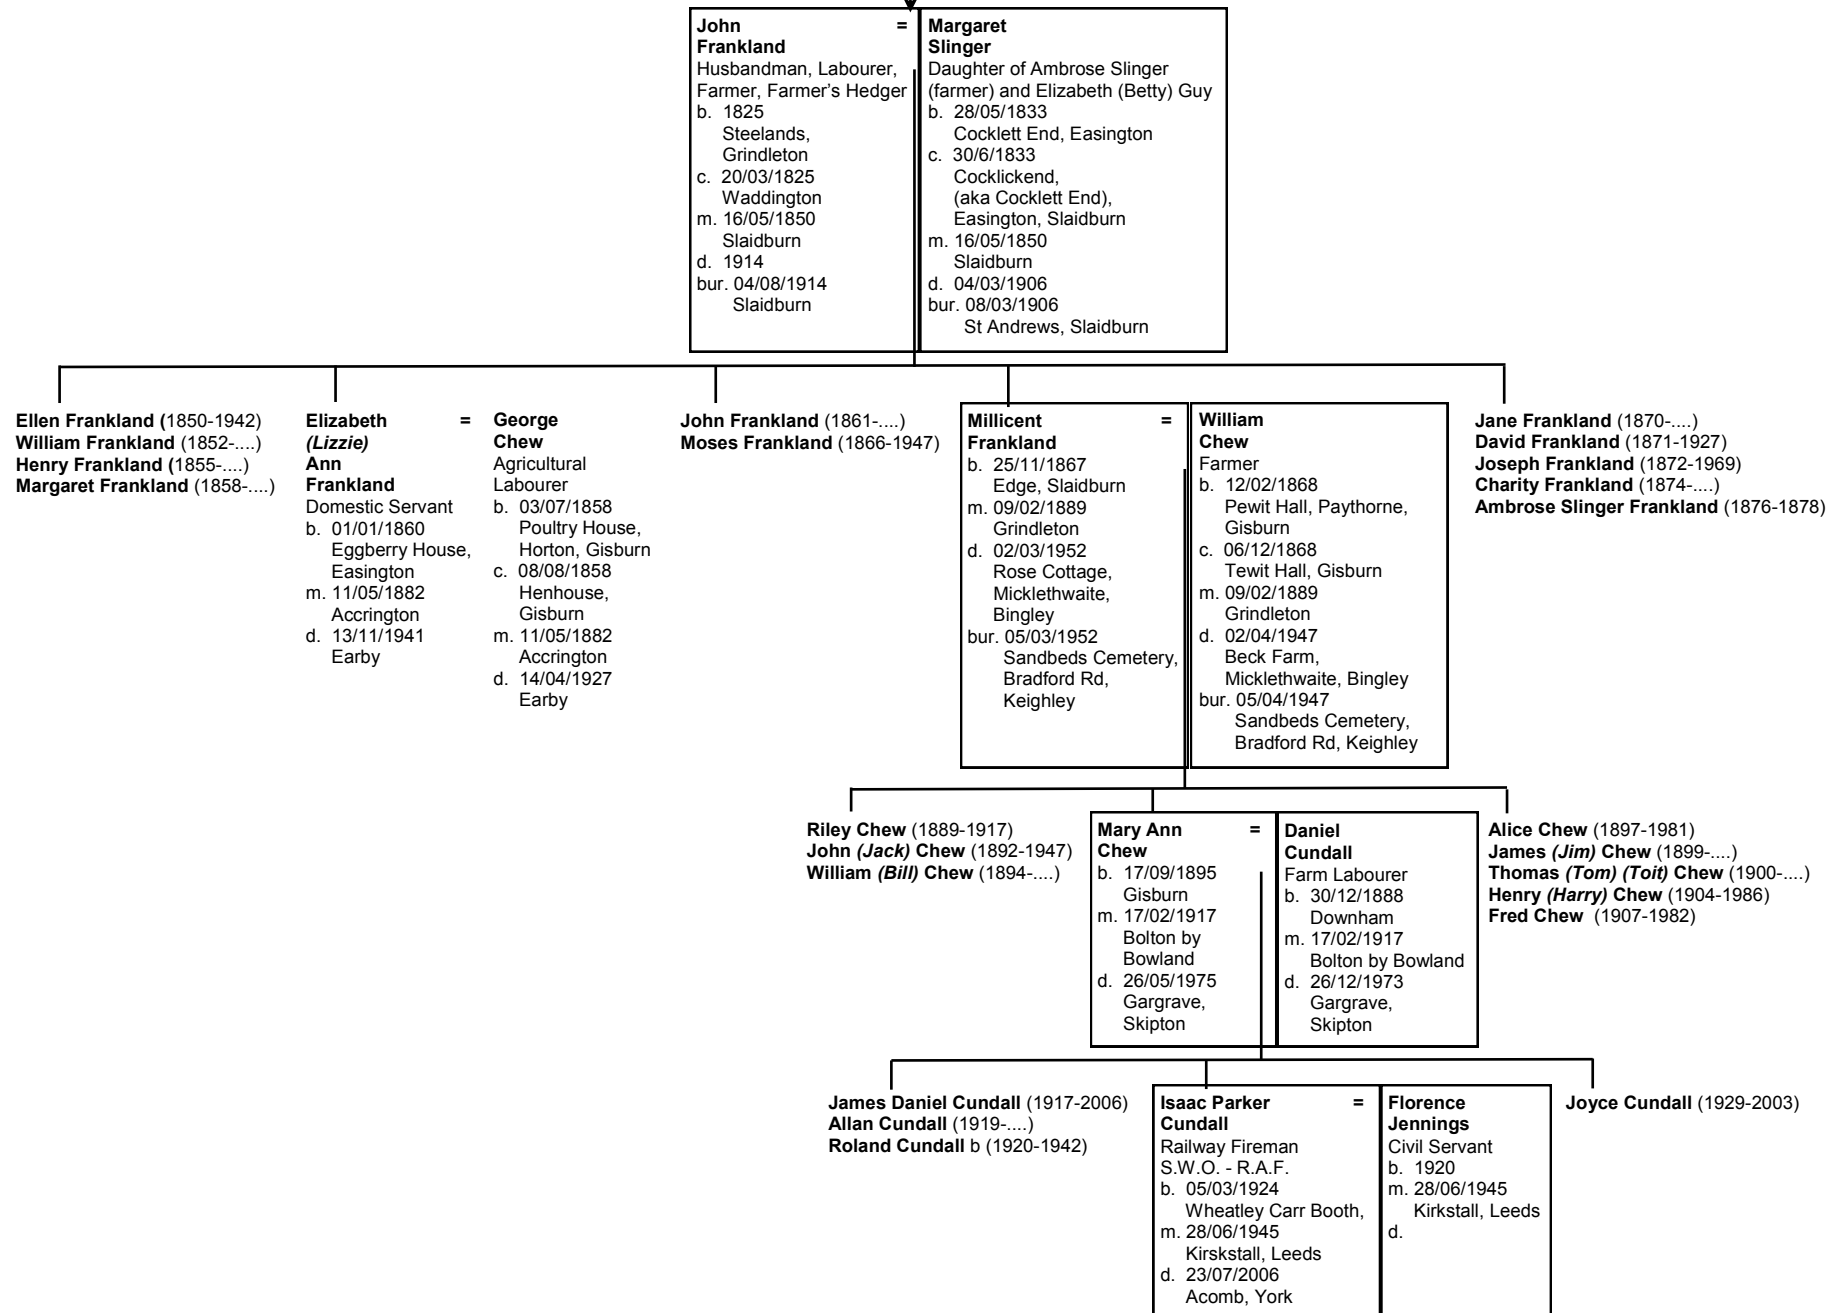 John =
Frankland
Husbandman, Labourer,
Farmer, Farmer's Hedger
b. 1825
Steelands,
Grindleton
c. 20/03/1825
Waddington
m. 16/05/1850
Slaidburn
d. 1914
bur. 04/08/1914
Slaidburn
Margaret
Slinger
Daughter of Ambrose Slinger
(farmer) and Elizabeth (Betty) Guy
b. 28/05/1833
Cocklett End, Easington
c. 30/6/1833
Cocklickend,
(aka Cocklett End),
Easington, Slaidburn
m. 16/05/1850
Slaidburn
d. 04/03/1906
bur. 08/03/1906
St Andrews, Slaidburn
Ellen Frankland (1850-1942)
William Frankland (1852-....)
Henry Frankland (1855-....)
Margaret Frankland (1858-....)
Elizabeth =
(Lizzie)
Ann
Frankland
Domestic Servant
b. 01/01/1860
Eggberry House,
Easington
m. 11/05/1882
Accrington
d. 13/11/1941
Earby
George
Chew
Agricultural
Labourer
b. 03/07/1858
Poultry House,
Horton, Gisburn
c. 08/08/1858
Henhouse,
Gisburn
m. 11/05/1882
Accrington
d. 14/04/1927
Earby
John Frankland (1861-....)
Moses Frankland (1866-1947)
Millicent =
Frankland
b. 25/11/1867
Edge, Slaidburn
m. 09/02/1889
Grindleton
d. 02/03/1952
Rose Cottage,
Micklethwaite,
Bingley
bur. 05/03/1952
Sandbeds Cemetery,
Bradford Rd,
Keighley
William
Chew
Farmer
b. 12/02/1868
Pewit Hall, Paythorne,
Gisburn
c. 06/12/1868
Tewit Hall, Gisburn
m. 09/02/1889
Grindleton
d. 02/04/1947
Beck Farm,
Micklethwaite, Bingley
bur. 05/04/1947
Sandbeds Cemetery,
Bradford Rd, Keighley
Jane Frankland (1870-....)
David Frankland (1871-1927)
Joseph Frankland (1872-1969)
Charity Frankland (1874-....)
Ambrose Slinger Frankland (1876-1878)
Riley Chew (1889-1917)
John (Jack) Chew (1892-1947)
William (Bill) Chew (1894-....)
Mary Ann =
Chew
b. 17/09/1895
Gisburn
m. 17/02/1917
Bolton by
Bowland
d. 26/05/1975
Gargrave,
Skipton
Daniel
Cundall
Farm Labourer
b. 30/12/1888
Downham
m. 17/02/1917
Bolton by Bowland
d. 26/12/1973
Gargrave,
Skipton
Alice Chew (1897-1981)
James (Jim) Chew (1899-....)
Thomas (Tom) (Toit) Chew (1900-....)
Henry (Harry) Chew (1904-1986)
Fred Chew (1907-1982)
James Daniel Cundall (1917-2006)
Allan Cundall (1919-....)
Roland Cundall b (1920-1942)
Isaac Parker =
Cundall
Railway Fireman
S.W.O. - R.A.F.
b. 05/03/1924
Wheatley Carr Booth,
m. 28/06/1945
Kirskstall, Leeds
d. 23/07/2006
Acomb, York
Florence
Jennings
Civil Servant
b. 1920
m. 28/06/1945
Kirkstall, Leeds
d.
Joyce Cundall (1929-2003)